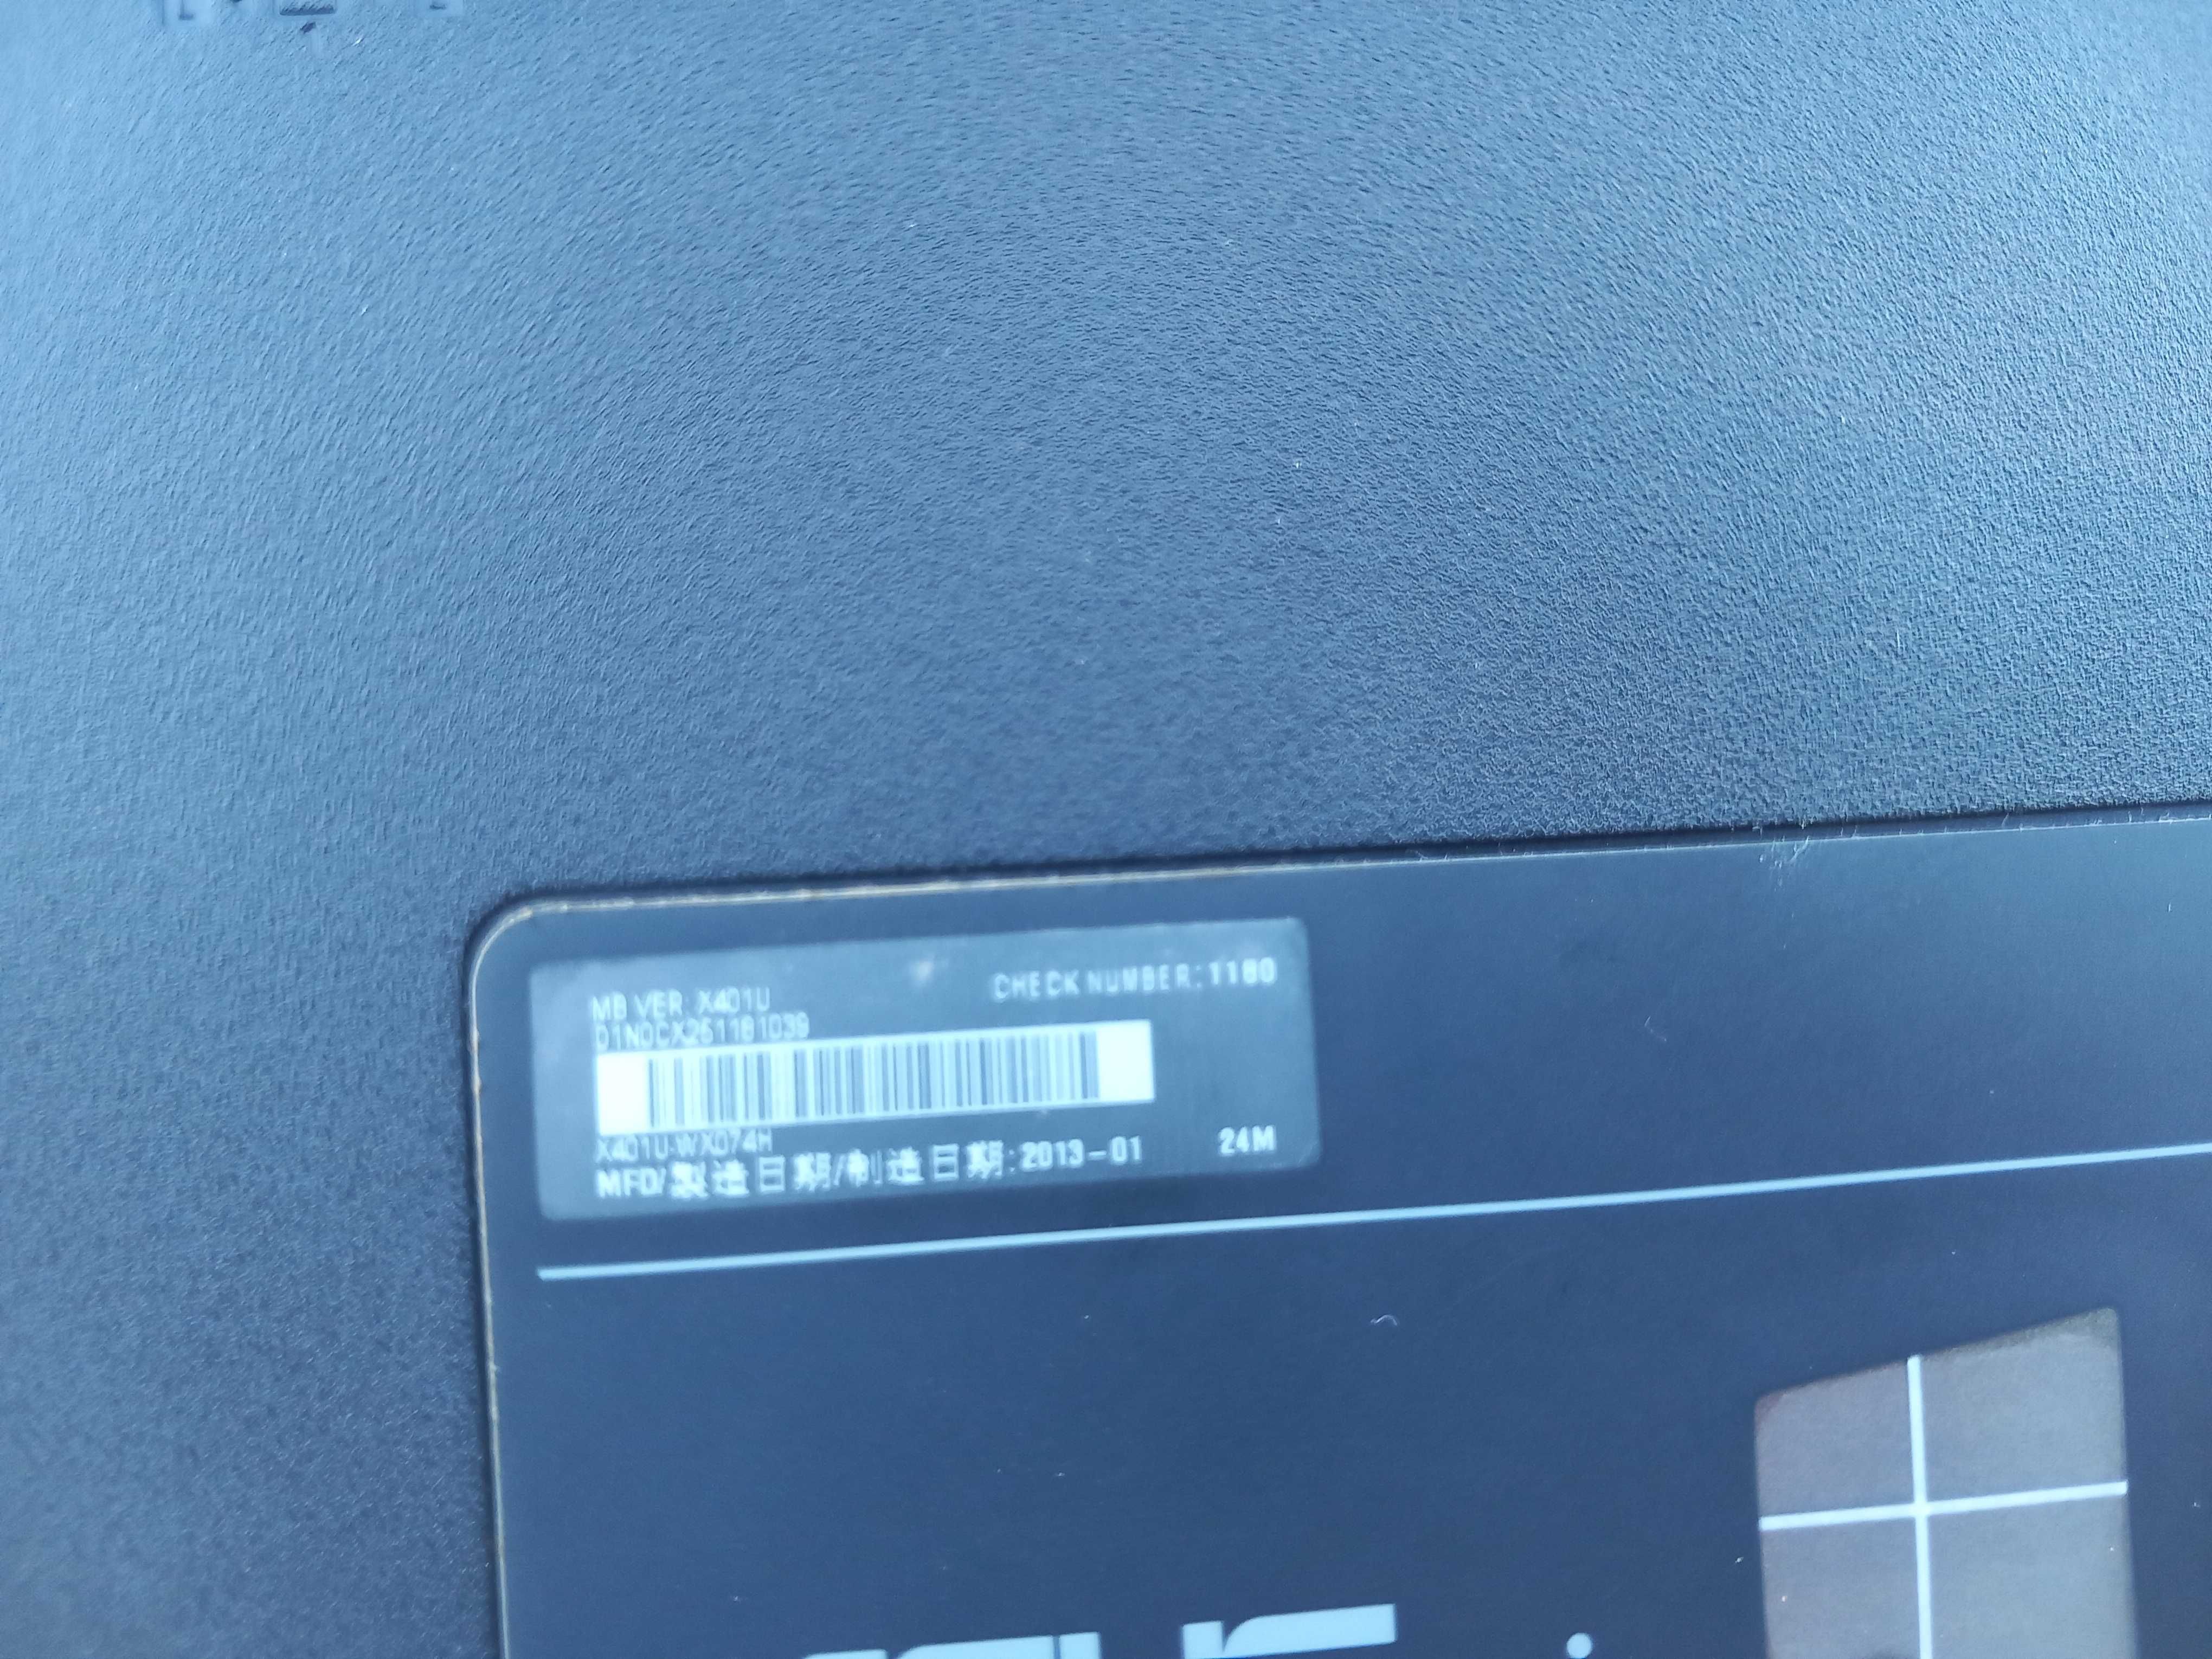 MB VER: X401U
CHECK NUMBER:1180
D1N0CX251181039
X401U-WX074H
MFD/製造日期/制造日期:2013-01
24M